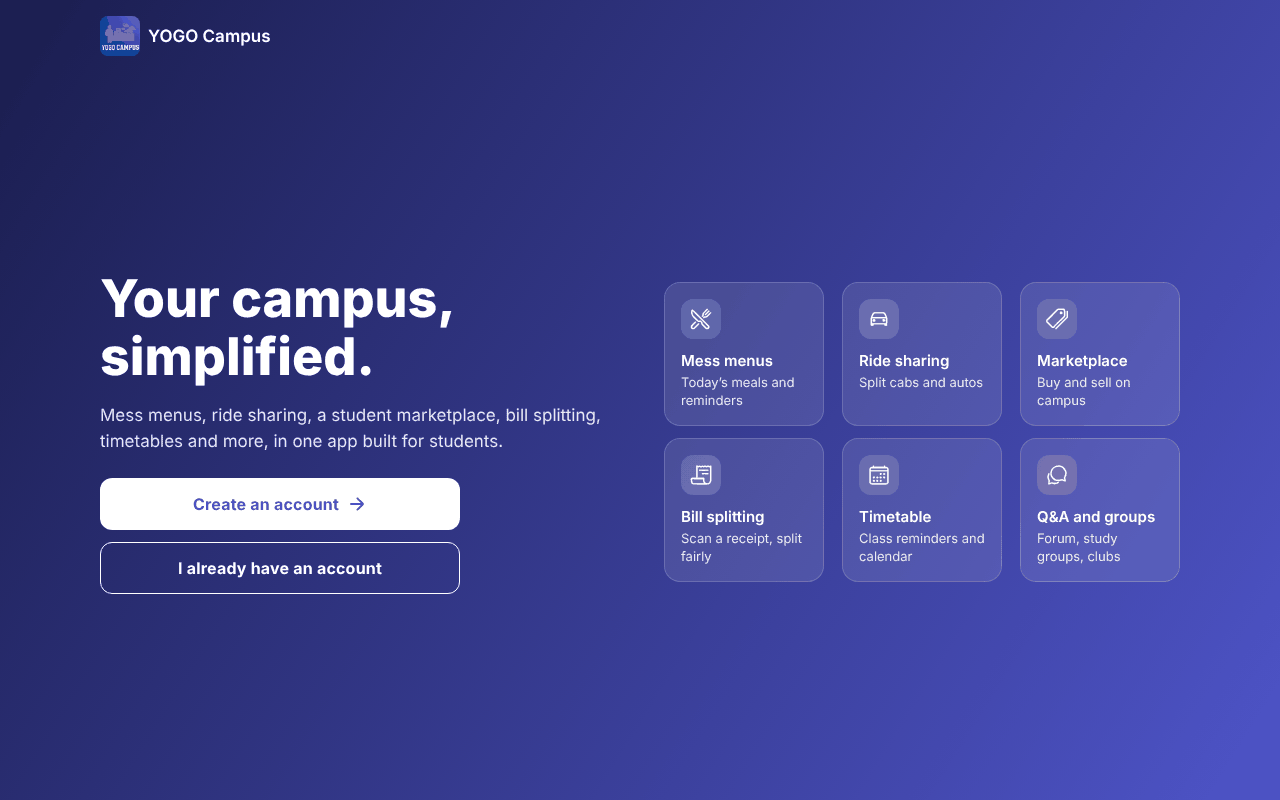 YOGO CAMPUS
YOGO Campus
Your campus,
simplified.
Mess menus, ride sharing, a student marketplace, bill splitting,
timetables and more, in one app built for students.
Create an account
I already have an account
Mess menus
Today's meals and
reminders
Ride sharing
Split cabs and autos
Marketplace
Buy and sell on
campus
Bill splitting
Scan a receipt, split
fairly
Timetable
Class reminders and
calendar
Q&A and groups
Forum, study
groups, clubs